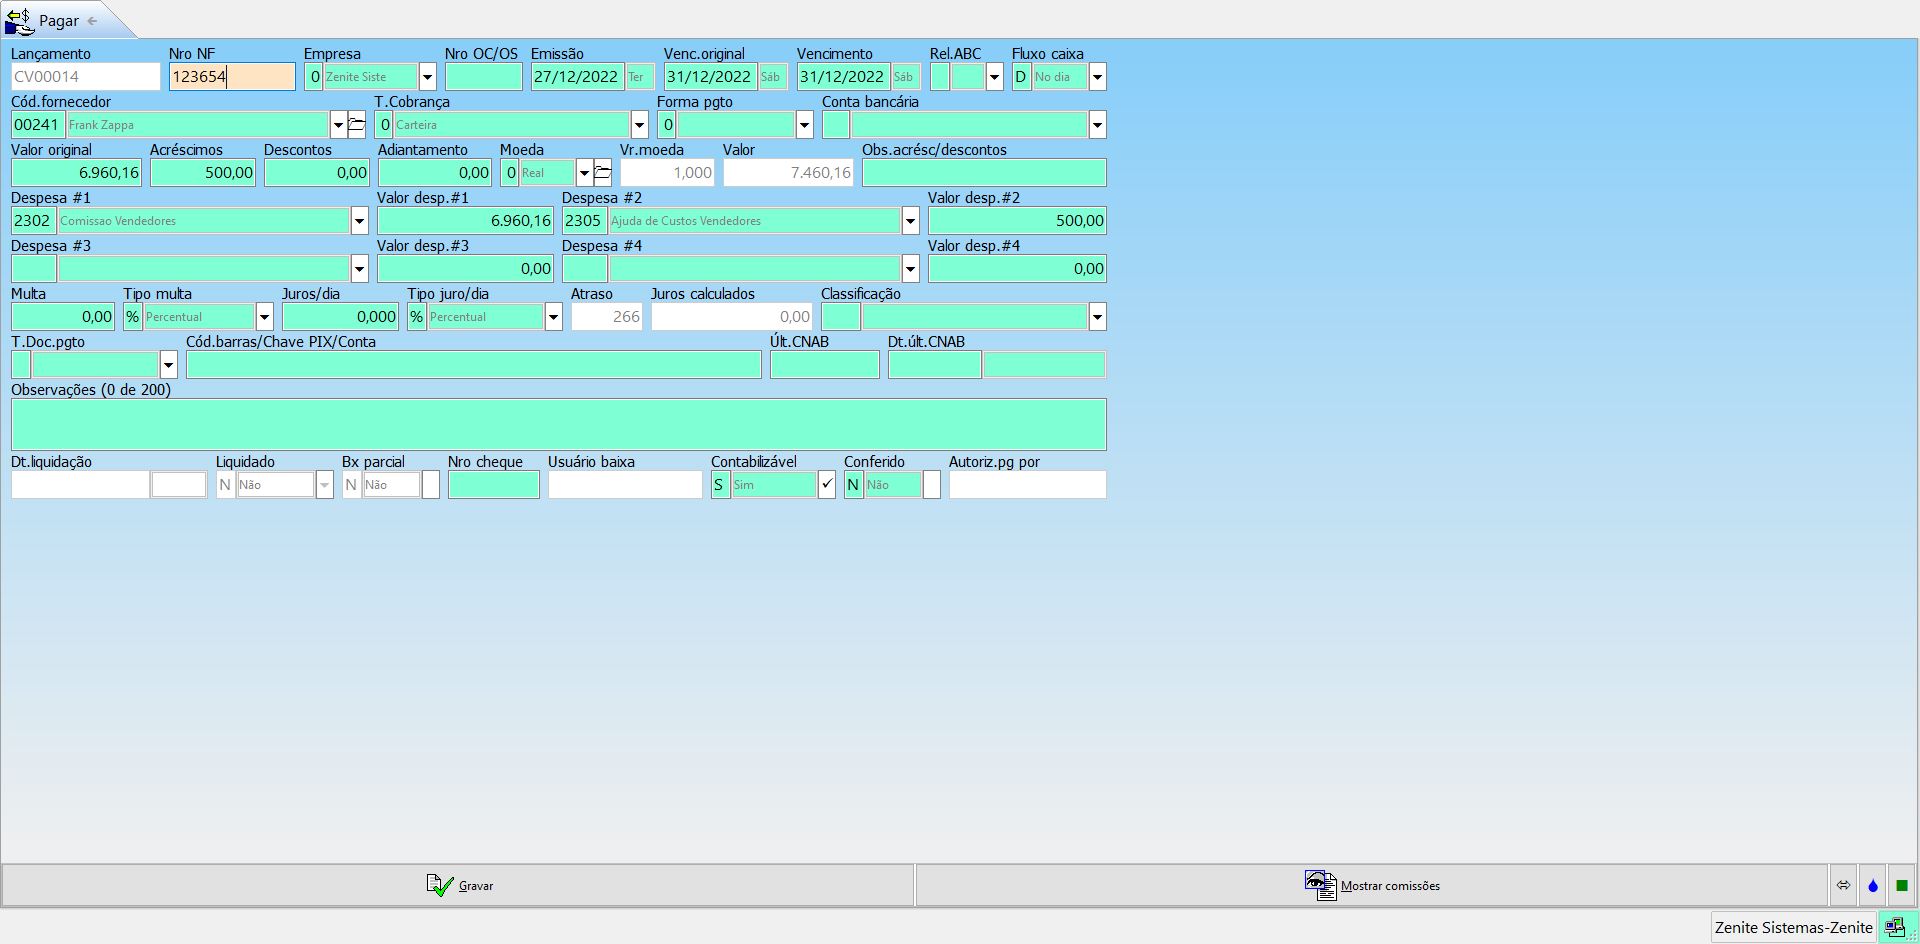 Pagar
Lançamento Nro NF Empresa Nro OC/OS Emissão Venc.original Vencimento Rel.ABC Fluxo caixa
CV00014 123654 0 Zenite Siste 27/12/2022 Ter 31/12/2022 Sáb 31/12/2022 Sáb D No dia
Cód.fornecedor T.Cobrança Forma pgto Conta bancária
00241 Frank Zappa 0 Carteira 0
Valor original Acréscimos Descontos Adiantamento Moeda Vr.moeda Valor Obs.acrésc/descontos
6.960,16 500,00 0,00 0,00 0 Real 1,000 7.460,16
Despesa #1 Valor desp.#1 Despesa #2 Valor desp.#2
2302 Comissao Vendedores 6.960,16 2305 Ajuda de Custos Vendedores 500,00
Despesa #3 Valor desp.#3 Despesa #4 Valor desp.#4
0,00 0,00
Multa Tipo multa Juros/dia Tipo juro/dia Atraso Juros calculados Classificação
0,00 % Percentual 0,000 % Percentual 266 0,00
T.Doc.pgto Cód.barras/Chave PIX/Conta Últ.CNAB Dt.últ.CNAB
Observações (0 de 200)
Dt.liquidação Liquidado Bx parcial Nro cheque Usuário baixa Contabilizável Conferido Autoriz.pg por
N Não N Não S Sim N Não
Gravar Mostrar comissões
Zenite Sistemas-Zenite